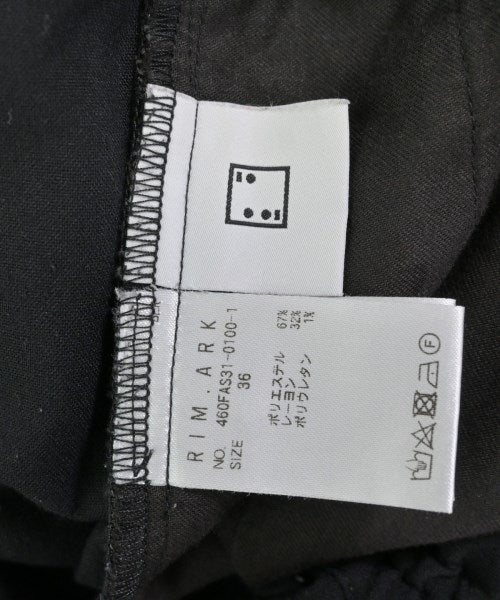 RIM.ARK
NO. 460FAS31-0100-1
SIZE 36
ポリエステル 67%
レーヨン 32%
ポリウレタン 1%
F